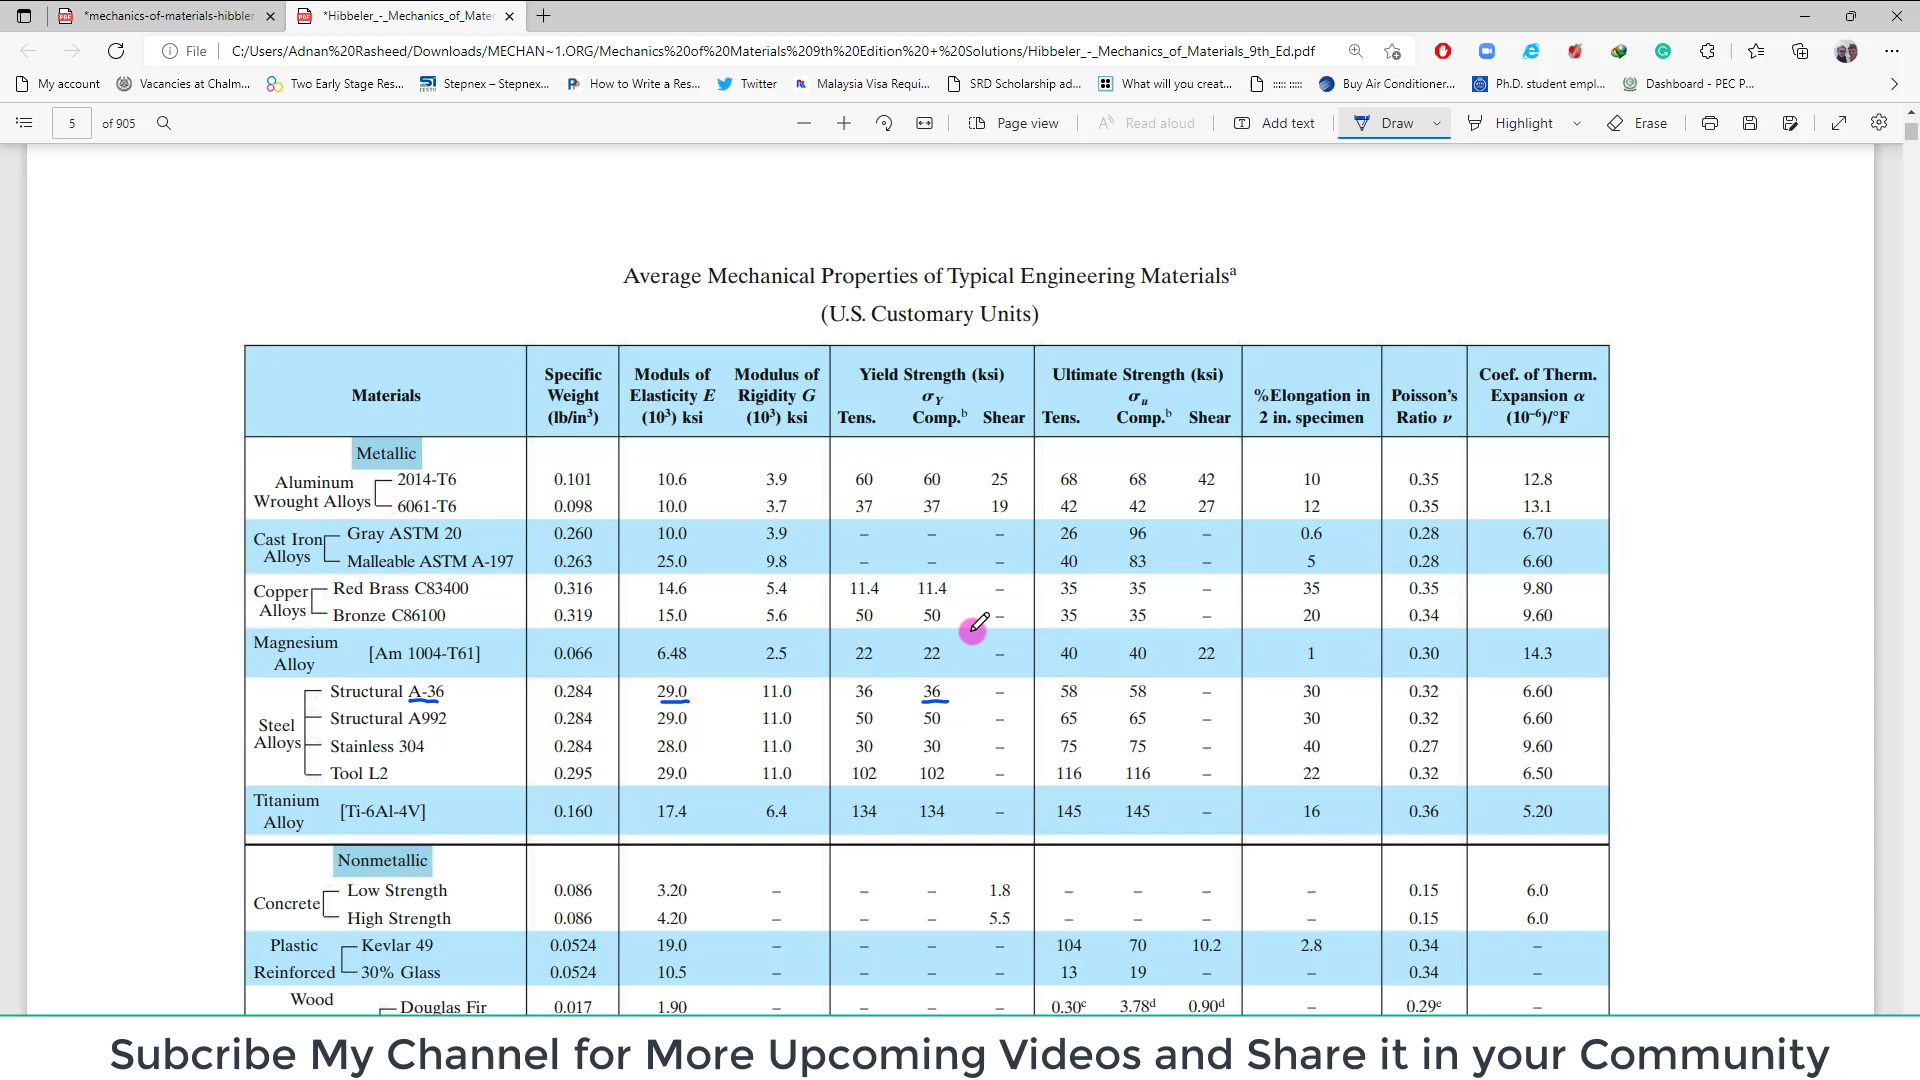 *mechanics-of-materials-hibbler
*Hibbeler_-_Mechanics_of_Mater
File C:/Users/Adnan%20Rasheed/Downloads/MECHAN~1.ORG/Mechanics%20of%20Materials%209th%20Edition%20+%20Solutions/Hibbeler_-_Mechanics_of_Materials_9th_Ed.pdf
My account Vacancies at Chalm... Two Early Stage Res... Stepnex – Stepnex... How to Write a Res... Twitter Malaysia Visa Requi... SRD Scholarship ad... What will you creat... Buy Air Conditioner... Ph.D. student empl... Dashboard - PEC P...
5 of 905 Page view Read aloud Add text Draw Highlight Erase
Average Mechanical Properties of Typical Engineering Materialsᵃ
(U.S. Customary Units)
Materials Specific Weight (lb/in³) Moduls of Elasticity E (10³) ksi Modulus of Rigidity G (10³) ksi Yield Strength (ksi) σY Tens. Comp.ᵇ Shear Ultimate Strength (ksi) σu Tens. Comp.ᵇ Shear %Elongation in 2 in. specimen Poisson's Ratio ν Coef. of Therm. Expansion α (10⁻⁶)/°F
Metallic
Aluminum Wrought Alloys
2014-T6 0.101 10.6 3.9 60 60 25 68 68 42 10 0.35 12.8
6061-T6 0.098 10.0 3.7 37 37 19 42 42 27 12 0.35 13.1
Cast Iron Alloys
Gray ASTM 20 0.260 10.0 3.9 – – – 26 96 – 0.6 0.28 6.70
Malleable ASTM A-197 0.263 25.0 9.8 – – – 40 83 – 5 0.28 6.60
Copper Alloys
Red Brass C83400 0.316 14.6 5.4 11.4 11.4 – 35 35 – 35 0.35 9.80
Bronze C86100 0.319 15.0 5.6 50 50 – 35 35 – 20 0.34 9.60
Magnesium Alloy
[Am 1004-T61] 0.066 6.48 2.5 22 22 – 40 40 22 1 0.30 14.3
Steel Alloys
Structural A-36 0.284 29.0 11.0 36 36 – 58 58 – 30 0.32 6.60
Structural A992 0.284 29.0 11.0 50 50 – 65 65 – 30 0.32 6.60
Stainless 304 0.284 28.0 11.0 30 30 – 75 75 – 40 0.27 9.60
Tool L2 0.295 29.0 11.0 102 102 – 116 116 – 22 0.32 6.50
Titanium Alloy
[Ti-6Al-4V] 0.160 17.4 6.4 134 134 – 145 145 – 16 0.36 5.20
Nonmetallic
Concrete
Low Strength 0.086 3.20 – – – 1.8 – – – – 0.15 6.0
High Strength 0.086 4.20 – – – 5.5 – – – – 0.15 6.0
Plastic Reinforced
Kevlar 49 0.0524 19.0 – – – – 104 70 10.2 2.8 0.34 –
30% Glass 0.0524 10.5 – – – – 13 19 – – 0.34 –
Wood
Douglas Fir 0.017 1.90 – – – – 0.30ᶜ 3.78ᵈ 0.90ᵈ – 0.29ᵉ –
Subcribe My Channel for More Upcoming Videos and Share it in your Community